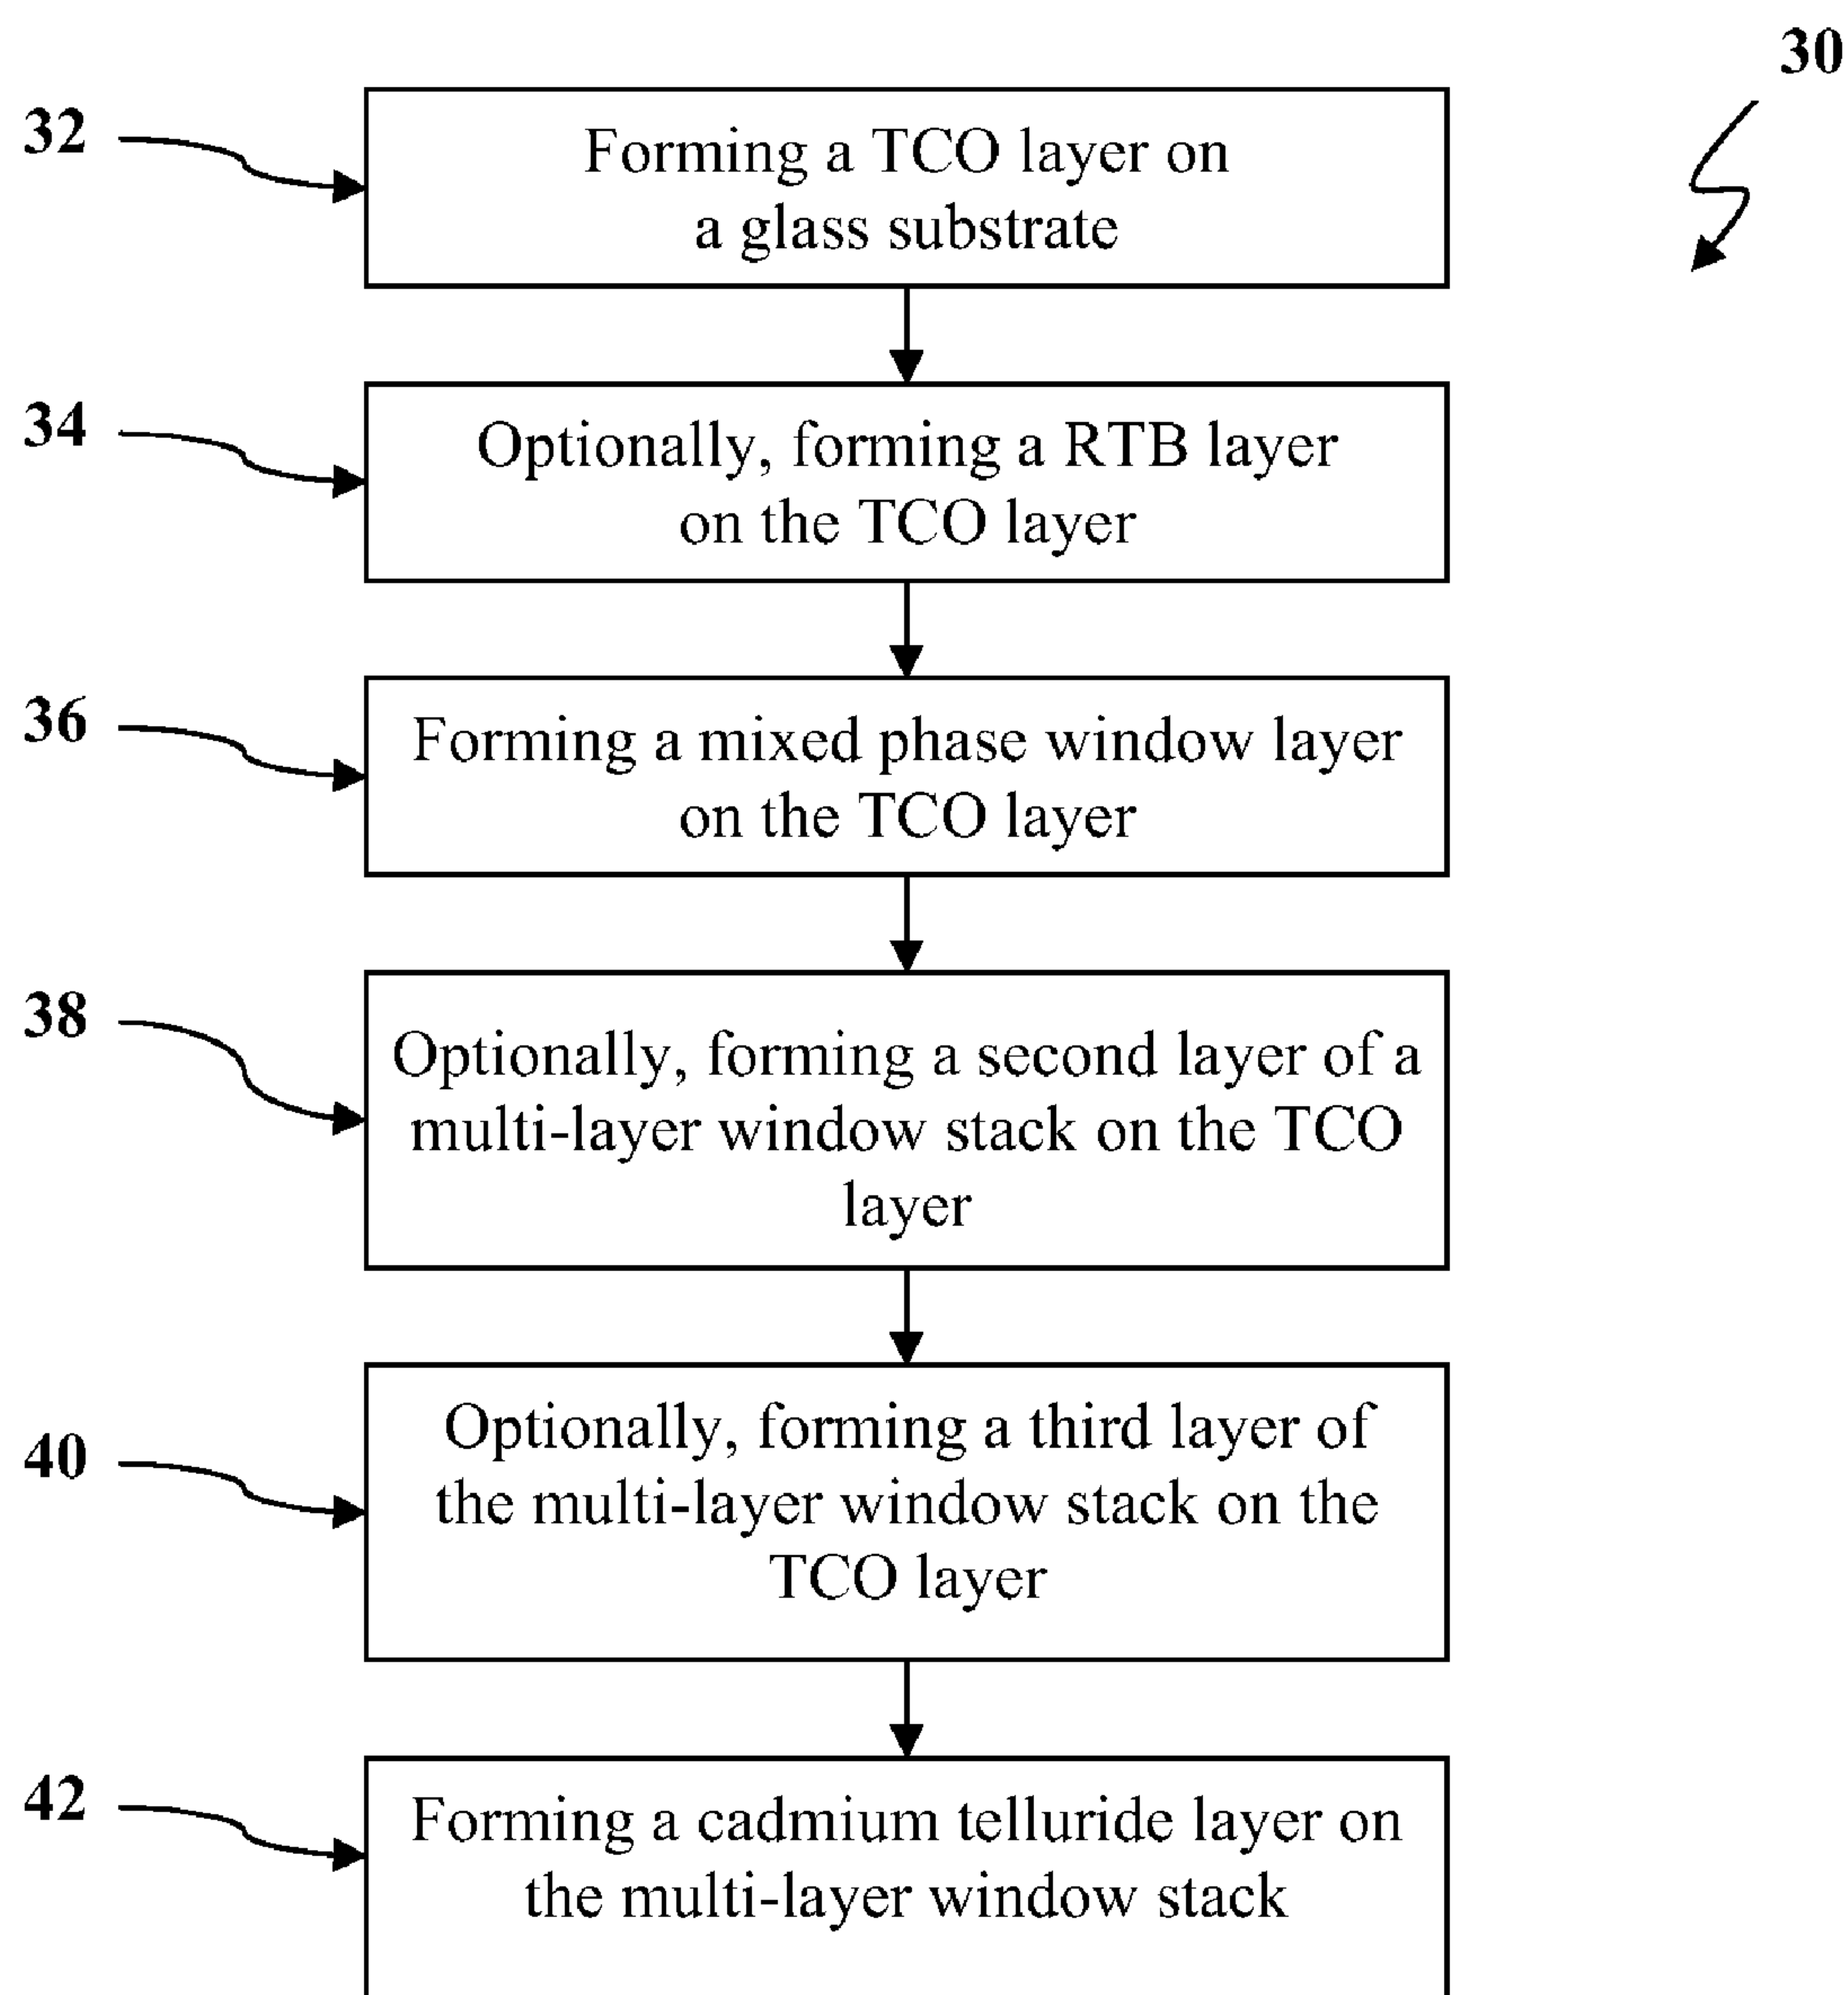 30
32
Forming a TCO layer on
a glass substrate
34
Optionally, forming a RTB layer
on the TCO layer
36
Forming a mixed phase window layer
on the TCO layer
38
Optionally, forming a second layer of a
multi-layer window stack on the TCO
layer
40
Optionally, forming a third layer of
the multi-layer window stack on the
TCO layer
42
Forming a cadmium telluride layer on
the multi-layer window stack